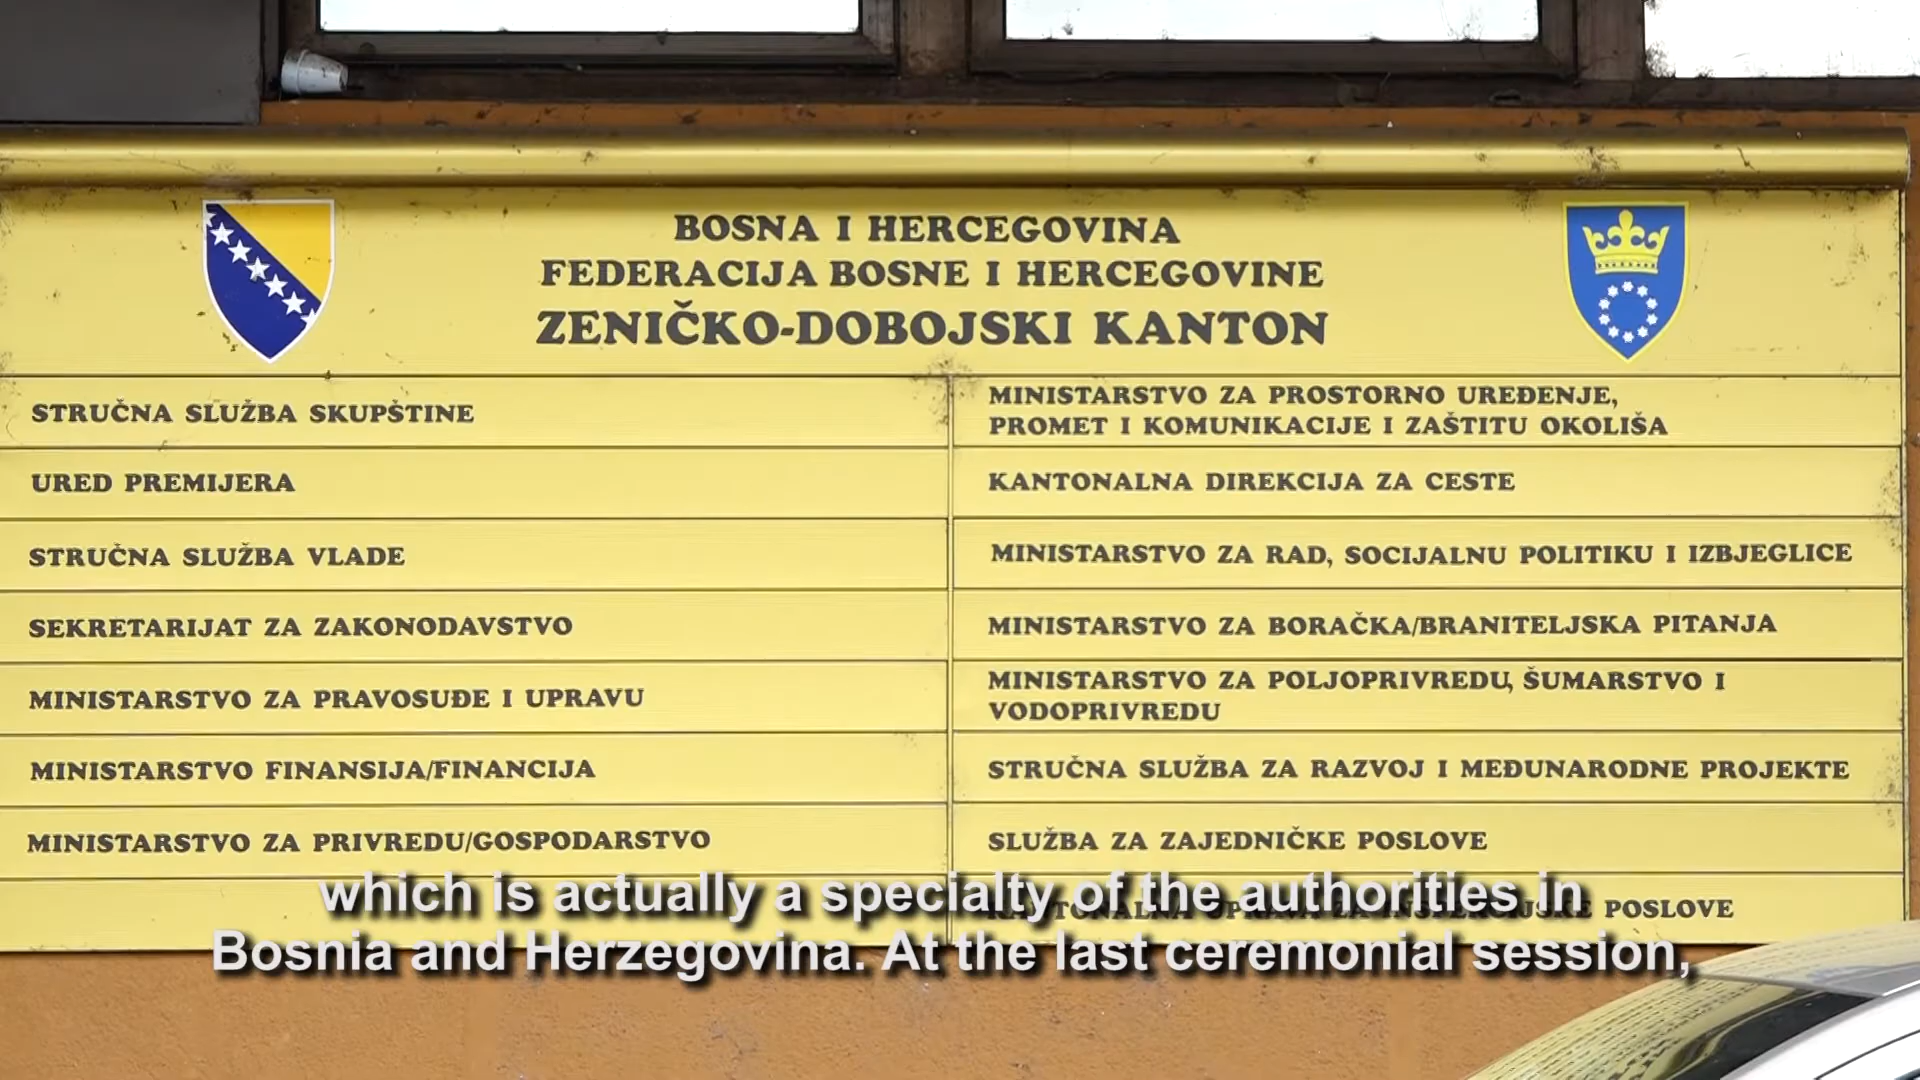 BOSNA I HERCEGOVINA
FEDERACIJA BOSNE I HERCEGOVINE
ZENIČKO-DOBOJSKI KANTON
STRUČNA SLUŽBA SKUPŠTINE
URED PREMIJERA
STRUČNA SLUŽBA VLADE
SEKRETARIJAT ZA ZAKONODAVSTVO
MINISTARSTVO ZA PRAVOSUĐE I UPRAVU
MINISTARSTVO FINANSIJA/FINANCIJA
MINISTARSTVO ZA PRIVREDU/GOSPODARSTVO
MINISTARSTVO ZA PROSTORNO UREĐENJE,
PROMET I KOMUNIKACIJE I ZAŠTITU OKOLIŠA
KANTONALNA DIREKCIJA ZA CESTE
MINISTARSTVO ZA RAD, SOCIJALNU POLITIKU I IZBJEGLICE
MINISTARSTVO ZA BORAČKA/BRANITELJSKA PITANJA
MINISTARSTVO ZA POLJOPRIVREDU, ŠUMARSTVO I
VODOPRIVREDU
STRUČNA SLUŽBA ZA RAZVOJ I MEĐUNARODNE PROJEKTE
SLUŽBA ZA ZAJEDNIČKE POSLOVE
KANTONALNA UPRAVA ZA INSPEKCIJSKE POSLOVE
which is actually a specialty of the authorities in
Bosnia and Herzegovina. At the last ceremonial session,